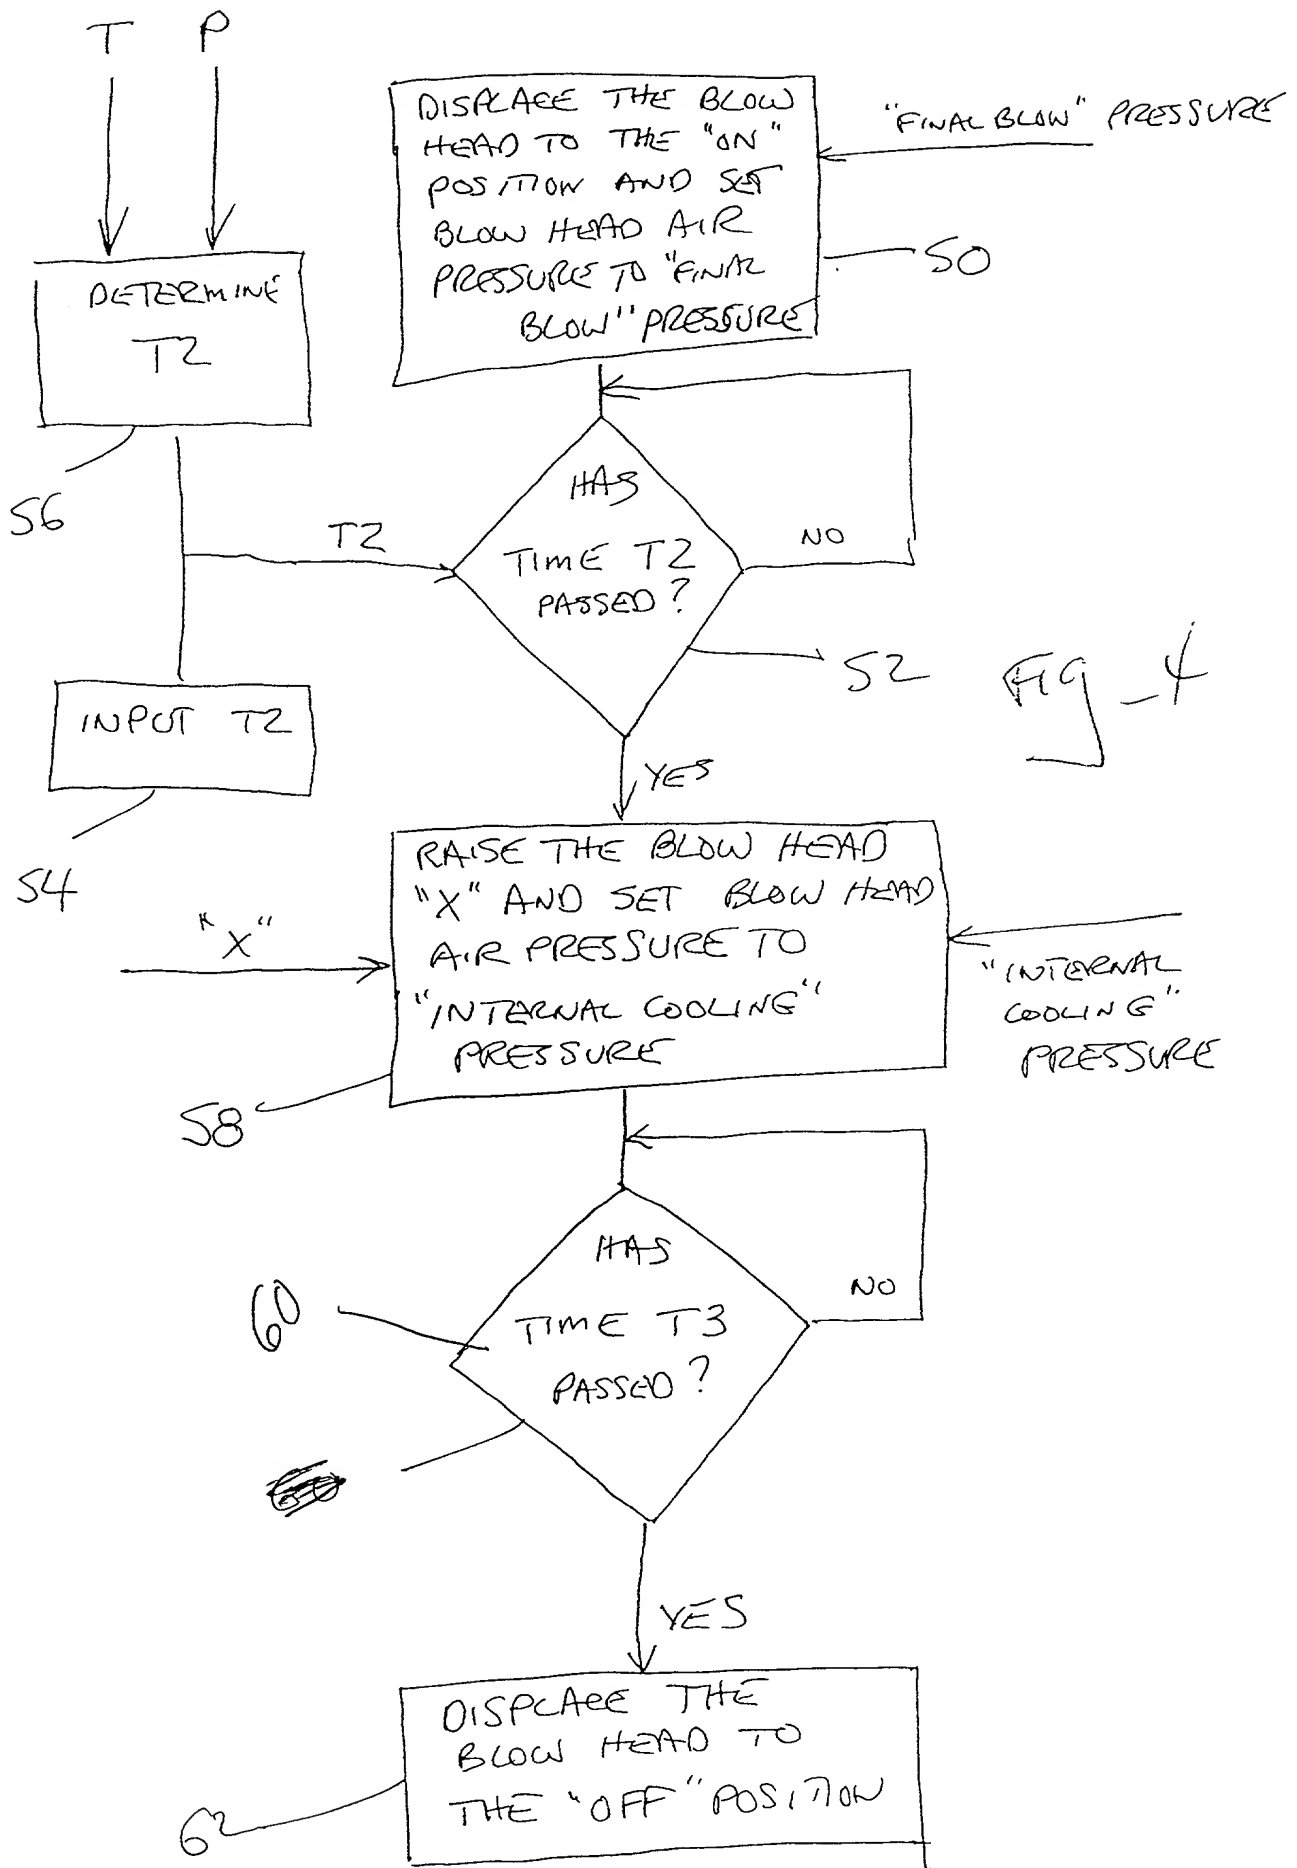 T P
DISPLACE THE BLOW
HEAD TO THE "ON"
POSITION AND SET
BLOW HEAD AIR
PRESSURE TO "FINAL
BLOW" PRESSURE
"FINAL BLOW" PRESSURE
50
DETERMINE
T2
56
T2
HAS
TIME T2
PASSED?
NO
52
Fig_4
INPUT T2
54
YES
RAISE THE BLOW HEAD
"X" AND SET BLOW HEAD
AIR PRESSURE TO
"INTERNAL COOLING"
PRESSURE
"X"
"INTERNAL
COOLING"
PRESSURE
58
HAS
TIME T3
PASSED?
NO
60
YES
DISPLACE THE
BLOW HEAD TO
THE "OFF" POSITION
62